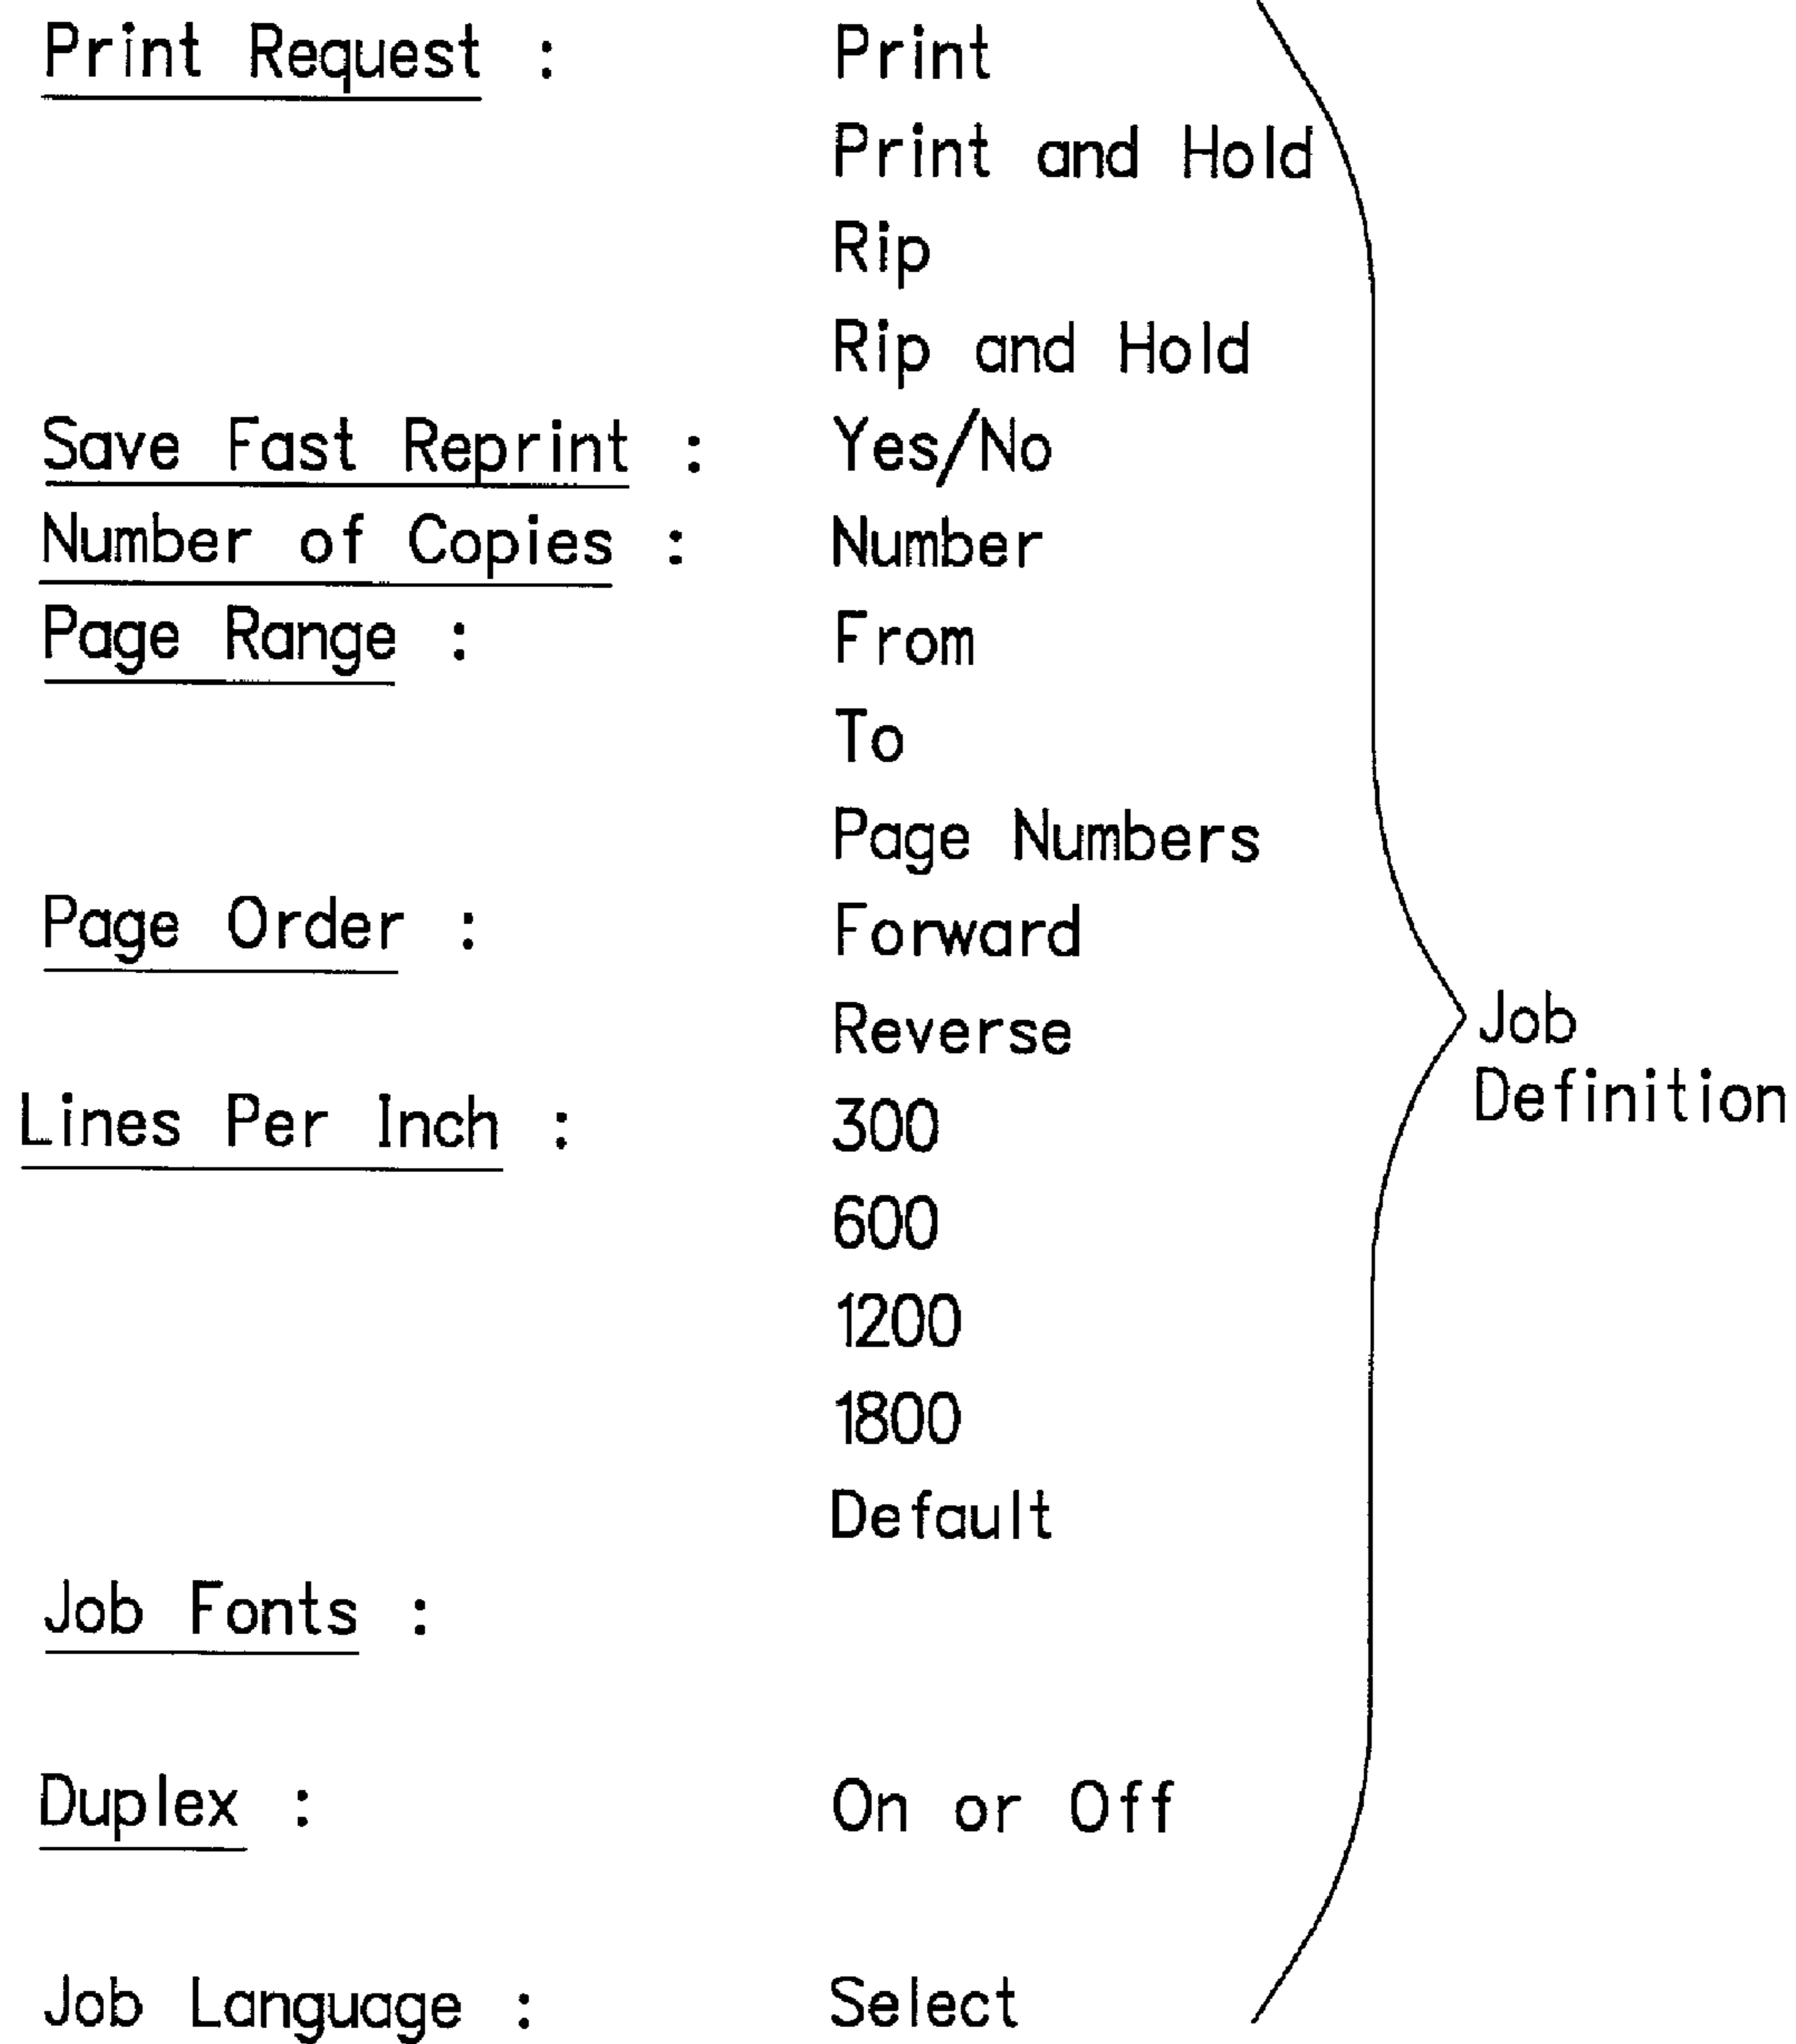 Print Request : Print
Print and Hold
Rip
Rip and Hold
Save Fast Reprint : Yes/No
Number of Copies : Number
Page Range : From
To
Page Numbers
Page Order : Forward
Reverse
Job
Definition
Lines Per Inch : 300
600
1200
1800
Default
Job Fonts :
Duplex : On or Off
Job Language : Select